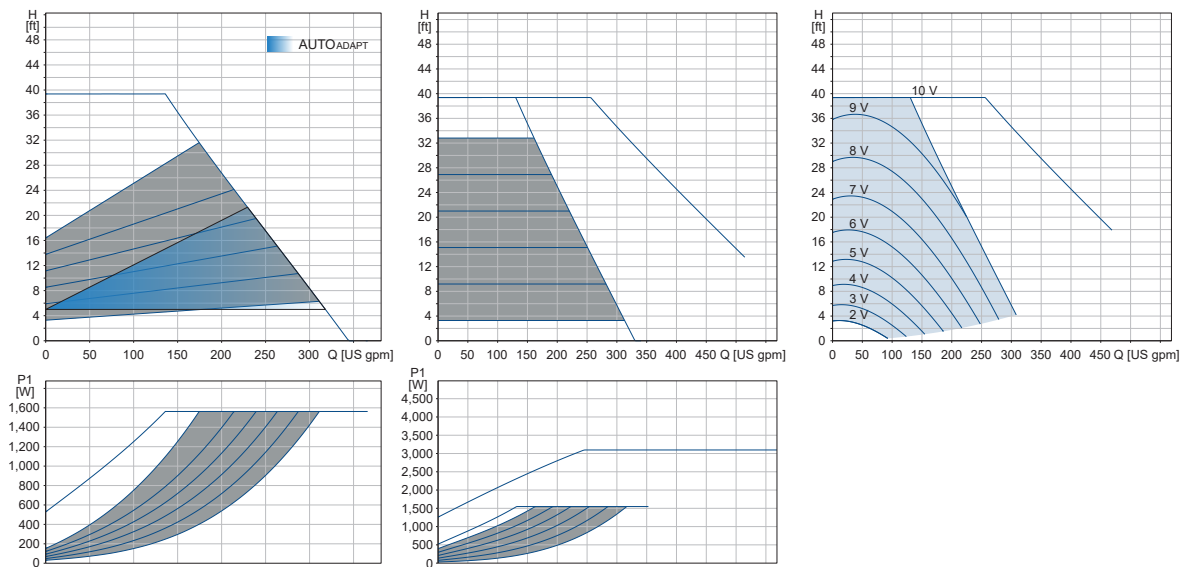 H
[ft]
48
44
40
36
32
28
24
20
16
12
8
4
0
0 50 100 150 200 250 300 Q [US gpm]
AUTOADAPT
H
[ft]
48
44
40
36
32
28
24
20
16
12
8
4
0
0 50 100 150 200 250 300 350 400 450 Q [US gpm]
H
[ft]
48
44
40
36
32
28
24
20
16
12
8
4
0
0 50 100 150 200 250 300 350 400 450 Q [US gpm]
10 V
9 V
8 V
7 V
6 V
5 V
4 V
3 V
2 V
P1
[W]
1,600
1,400
1,200
1,000
800
600
400
200
0
P1
[W]
4,500
4,000
3,500
3,000
2,500
2,000
1,500
1,000
500
0